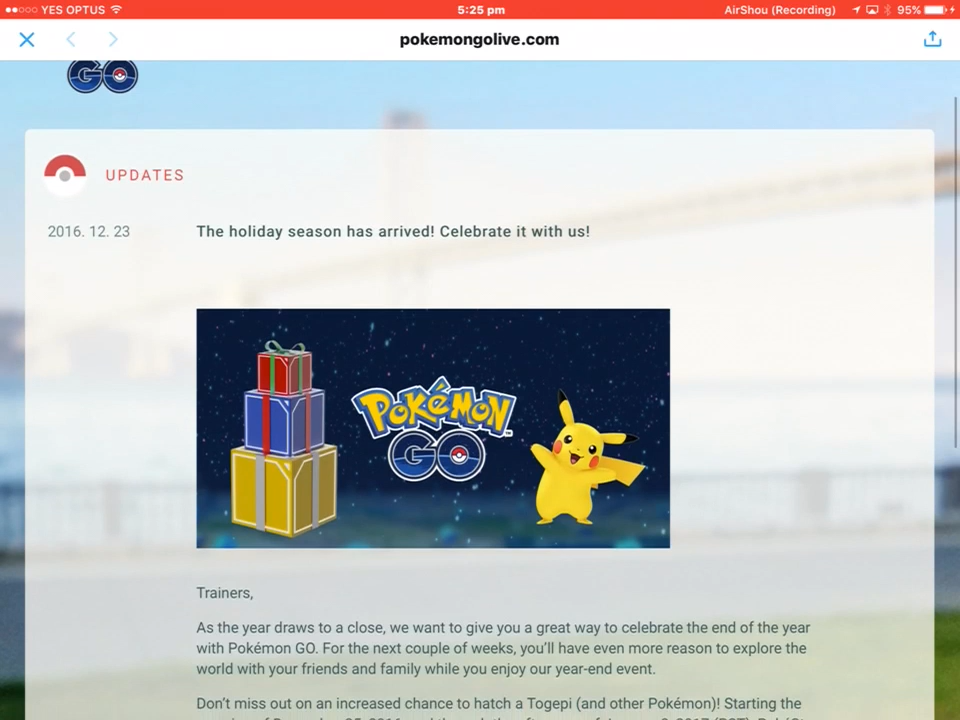 YES OPTUS
5:25 pm
AirShou (Recording)
95%
pokemongolive.com
GO
UPDATES
2016. 12. 23
The holiday season has arrived! Celebrate it with us!
POKéMON
GO
Trainers,
As the year draws to a close, we want to give you a great way to celebrate the end of the year
with Pokémon GO. For the next couple of weeks, you'll have even more reason to explore the
world with your friends and family while you enjoy our year-end event.
Don't miss out on an increased chance to hatch a Togepi (and other Pokémon)! Starting the